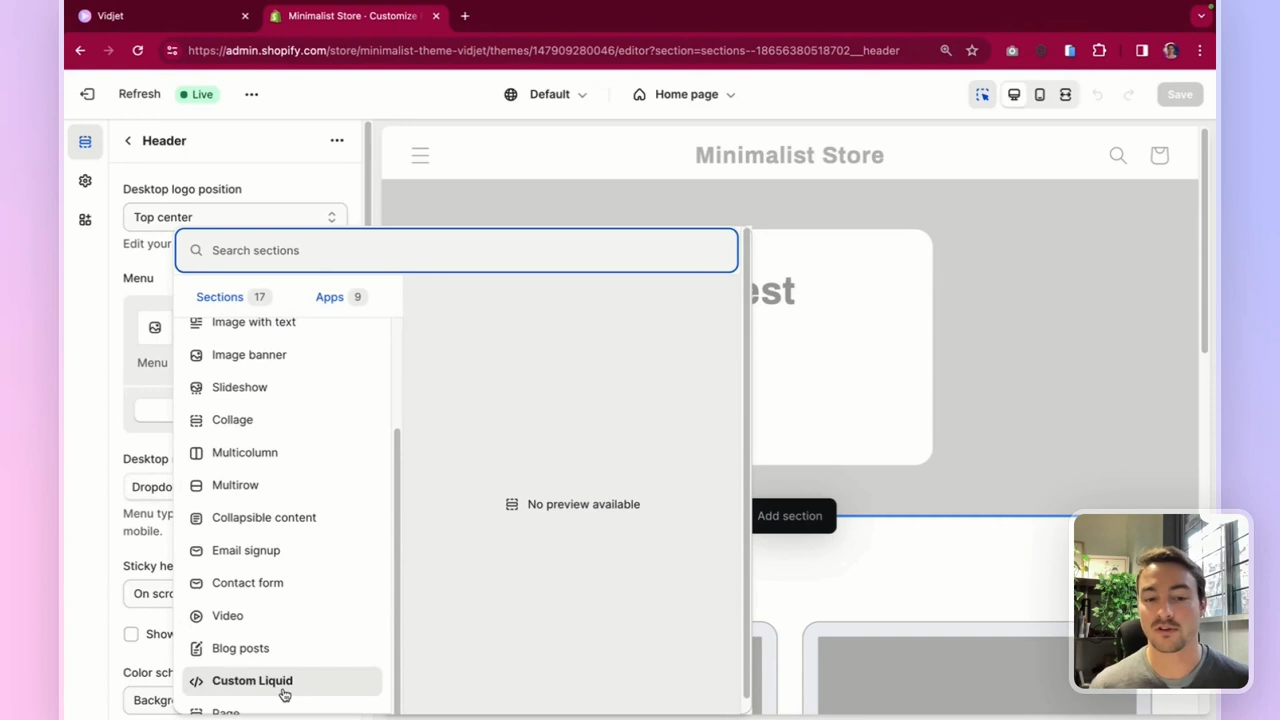 Vidjet
Minimalist Store - Customize
https://admin.shopify.com/store/minimalist-theme-vidjet/themes/147909280046/editor?section=sections--18656380518702__header
Refresh
Live
Default
Home page
Save
Header
Desktop logo position
Top center
Edit your
Menu
Menu
Desktop
Dropdo
Menu typ
mobile.
Sticky he
On scro
Show
Color sch
Backgr
Search sections
Sections 17
Apps 9
Image with text
Image banner
Slideshow
Collage
Multicolumn
Multirow
Collapsible content
Email signup
Contact form
Video
Blog posts
Custom Liquid
Page
No preview available
Minimalist Store
est
Add section